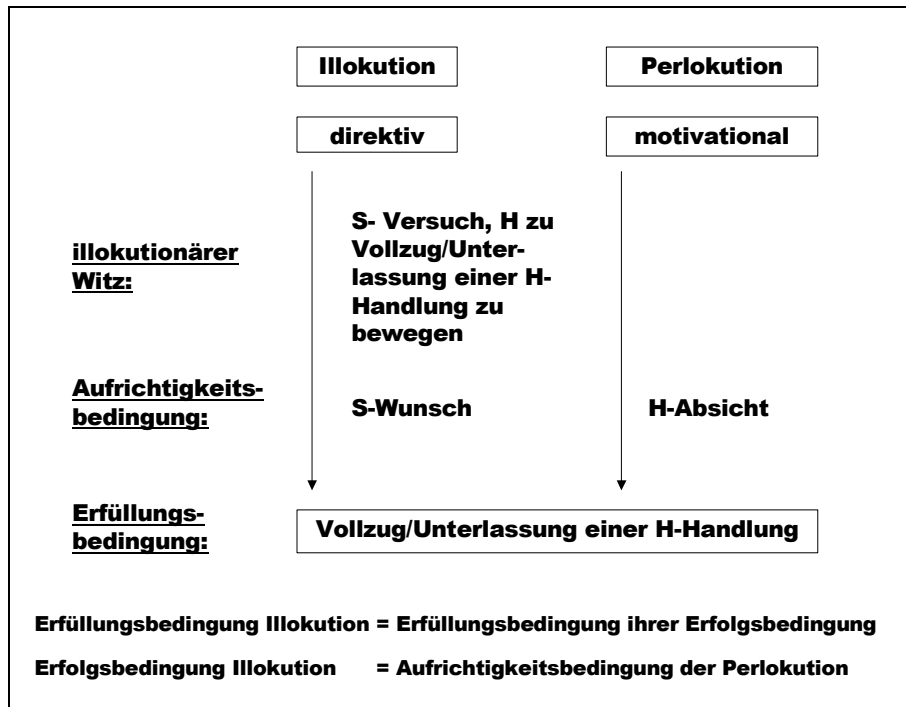 Illokution
Perlokution
direktiv
motivational
illokutionärer
Witz:
S- Versuch, H zu
Vollzug/Unter-
lassung einer H-
Handlung zu
bewegen
Aufrichtigkeits-
bedingung:
S-Wunsch
H-Absicht
Erfüllungs-
bedingung:
Vollzug/Unterlassung einer H-Handlung
Erfüllungsbedingung Illokution = Erfüllungsbedingung ihrer Erfolgsbedingung
Erfolgsbedingung Illokution = Aufrichtigkeitsbedingung der Perlokution